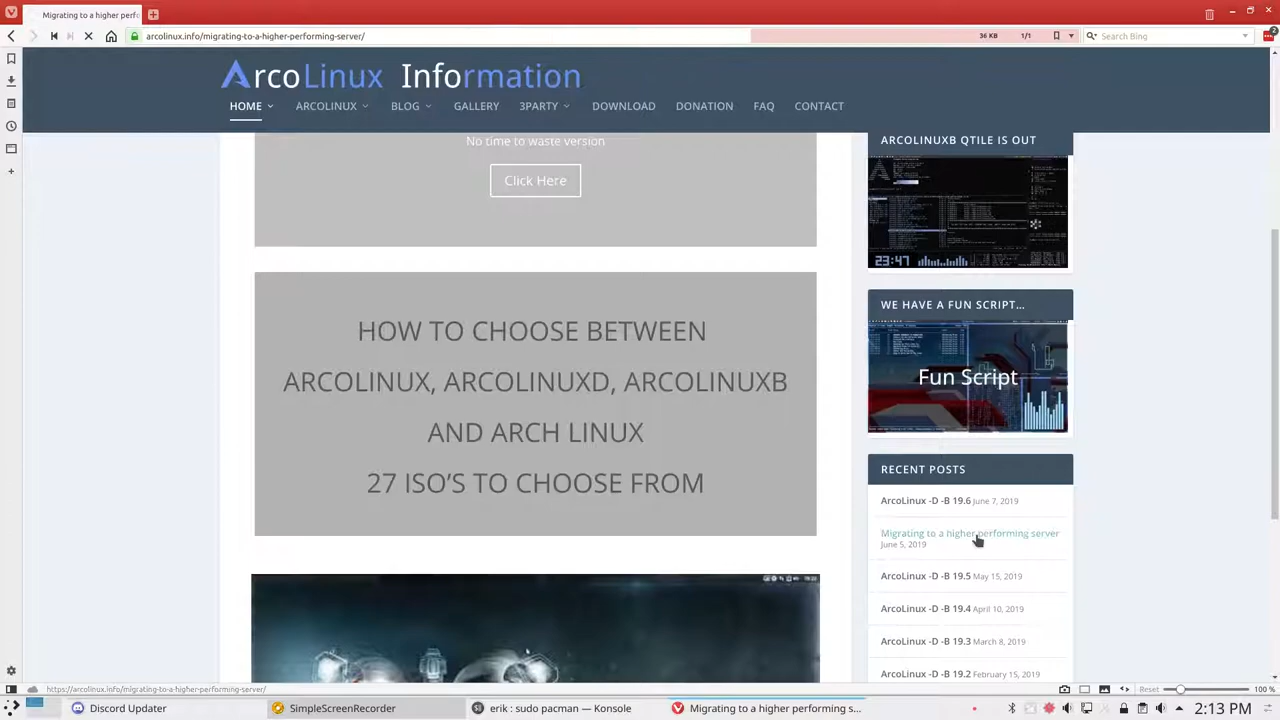 Migrating to a higher perf
arcolinux.info/migrating-to-a-higher-performing-server/
36 KB
1/1
Search Bing
2
ArcoLinux Information
HOME
ARCOLINUX
BLOG
GALLERY
3PARTY
DOWNLOAD
DONATION
FAQ
CONTACT
No time to waste version
Click Here
HOW TO CHOOSE BETWEEN
ARCOLINUX, ARCOLINUXD, ARCOLINUXB
AND ARCH LINUX
27 ISO'S TO CHOOSE FROM
ARCOLINUXB QTILE IS OUT
23:47
WE HAVE A FUN SCRIPT...
Fun Script
RECENT POSTS
ArcoLinux -D -B 19.6 June 7, 2019
Migrating to a higher performing server
June 5, 2019
ArcoLinux -D -B 19.5 May 15, 2019
ArcoLinux -D -B 19.4 April 10, 2019
ArcoLinux -D -B 19.3 March 8, 2019
ArcoLinux -D -B 19.2 February 15, 2019
https://arcolinux.info/migrating-to-a-higher-performing-server/
Reset
100 %
Discord Updater
SimpleScreenRecorder
erik : sudo pacman — Konsole
Migrating to a higher performing s...
2:13 PM